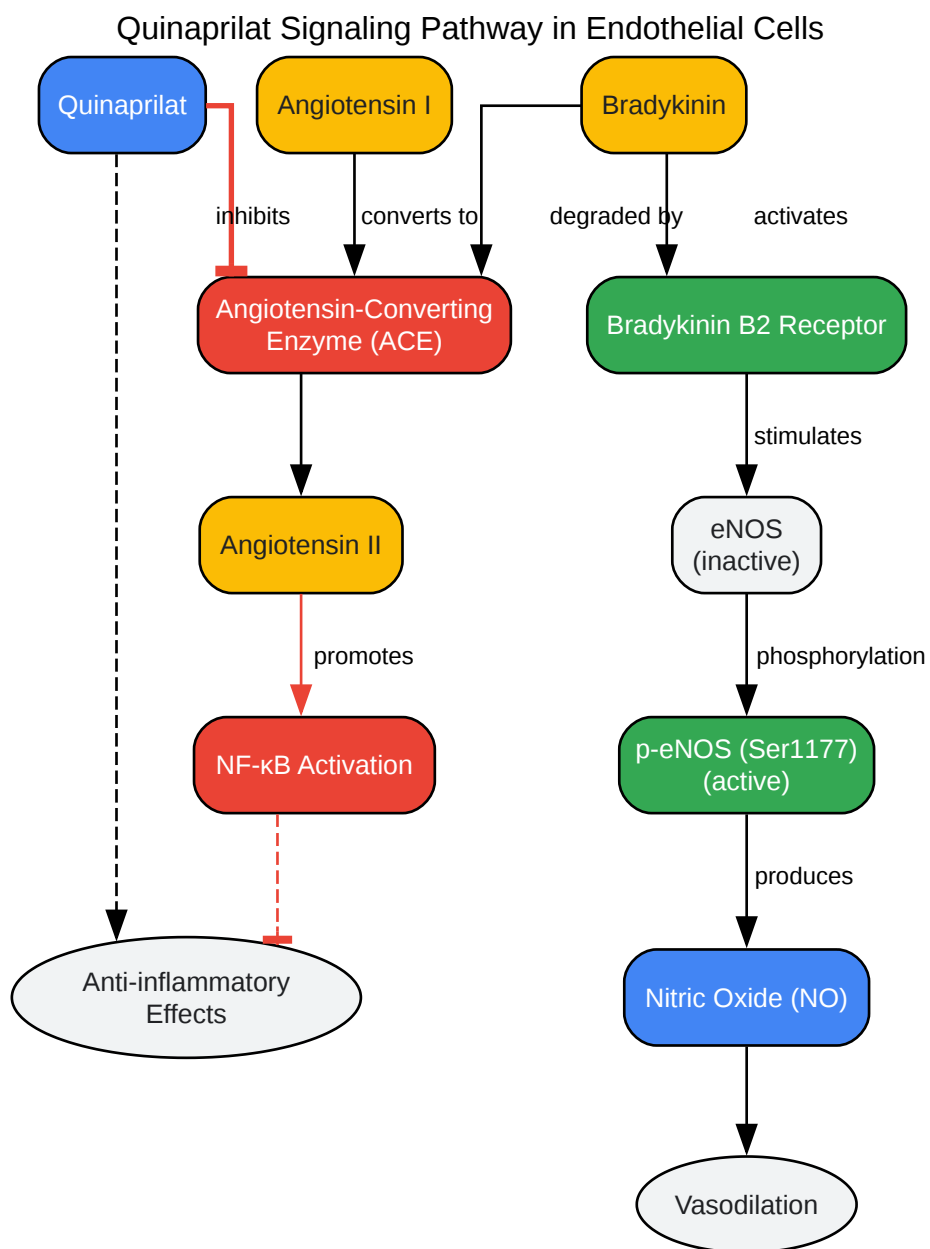 Quinaprilat Signaling Pathway in Endothelial Cells
Quinaprilat
Angiotensin I
Bradykinin
inhibits
converts to
degraded by
activates
Angiotensin-Converting
Enzyme (ACE)
Bradykinin B2 Receptor
stimulates
Angiotensin II
eNOS
(inactive)
promotes
phosphorylation
NF-κB Activation
p-eNOS (Ser1177)
(active)
produces
Anti-inflammatory
Effects
Nitric Oxide (NO)
Vasodilation